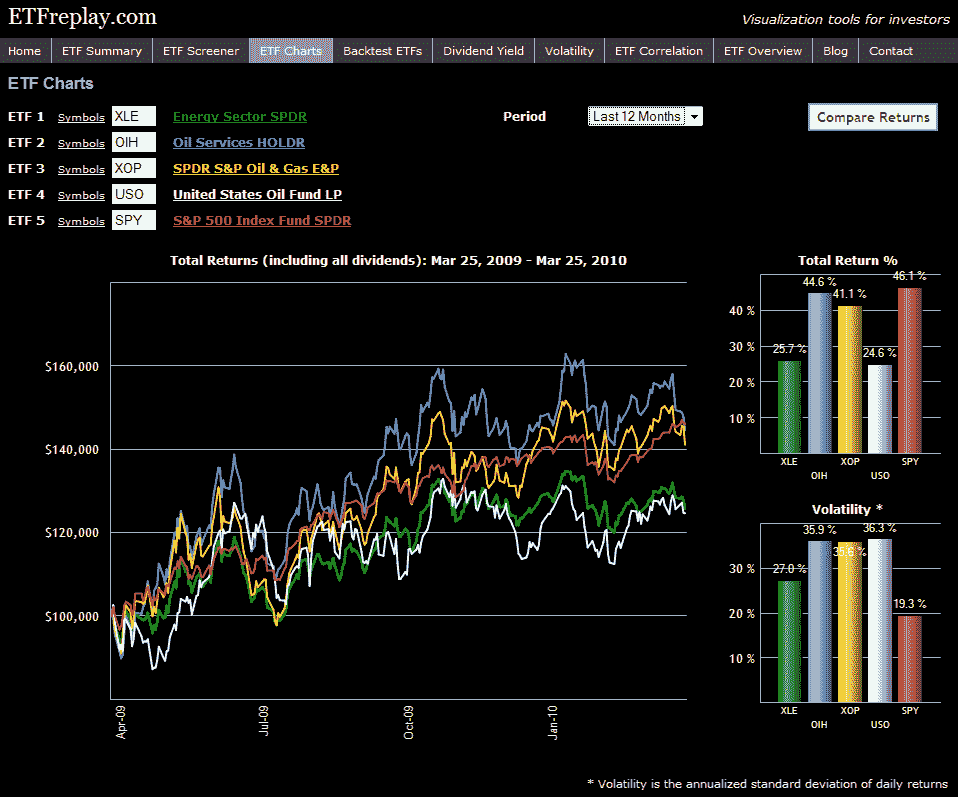 ETFreplay.com
Visualization tools for investors
Home ETF Summary ETF Screener ETF Charts Backtest ETFs Dividend Yield Volatility ETF Correlation ETF Overview Blog Contact
ETF Charts
ETF 1 Symbols XLE Energy Sector SPDR Period Last 12 Months Compare Returns
ETF 2 Symbols OIH Oil Services HOLDR
ETF 3 Symbols XOP SPDR S&P Oil & Gas E&P
ETF 4 Symbols USO United States Oil Fund LP
ETF 5 Symbols SPY S&P 500 Index Fund SPDR
Total Returns (including all dividends): Mar 25, 2009 - Mar 25, 2010
$160,000
$140,000
$120,000
$100,000
Apr-09 Jul-09 Oct-09 Jan-10
Total Return %
40 %
30 %
20 %
10 %
25.7 % 44.6 % 41.1 % 24.6 % 46.1 %
XLE OIH XOP USO SPY
Volatility *
30 %
20 %
10 %
27.0 % 35.9 % 35.6 % 36.3 % 19.3 %
XLE OIH XOP USO SPY
* Volatility is the annualized standard deviation of daily returns